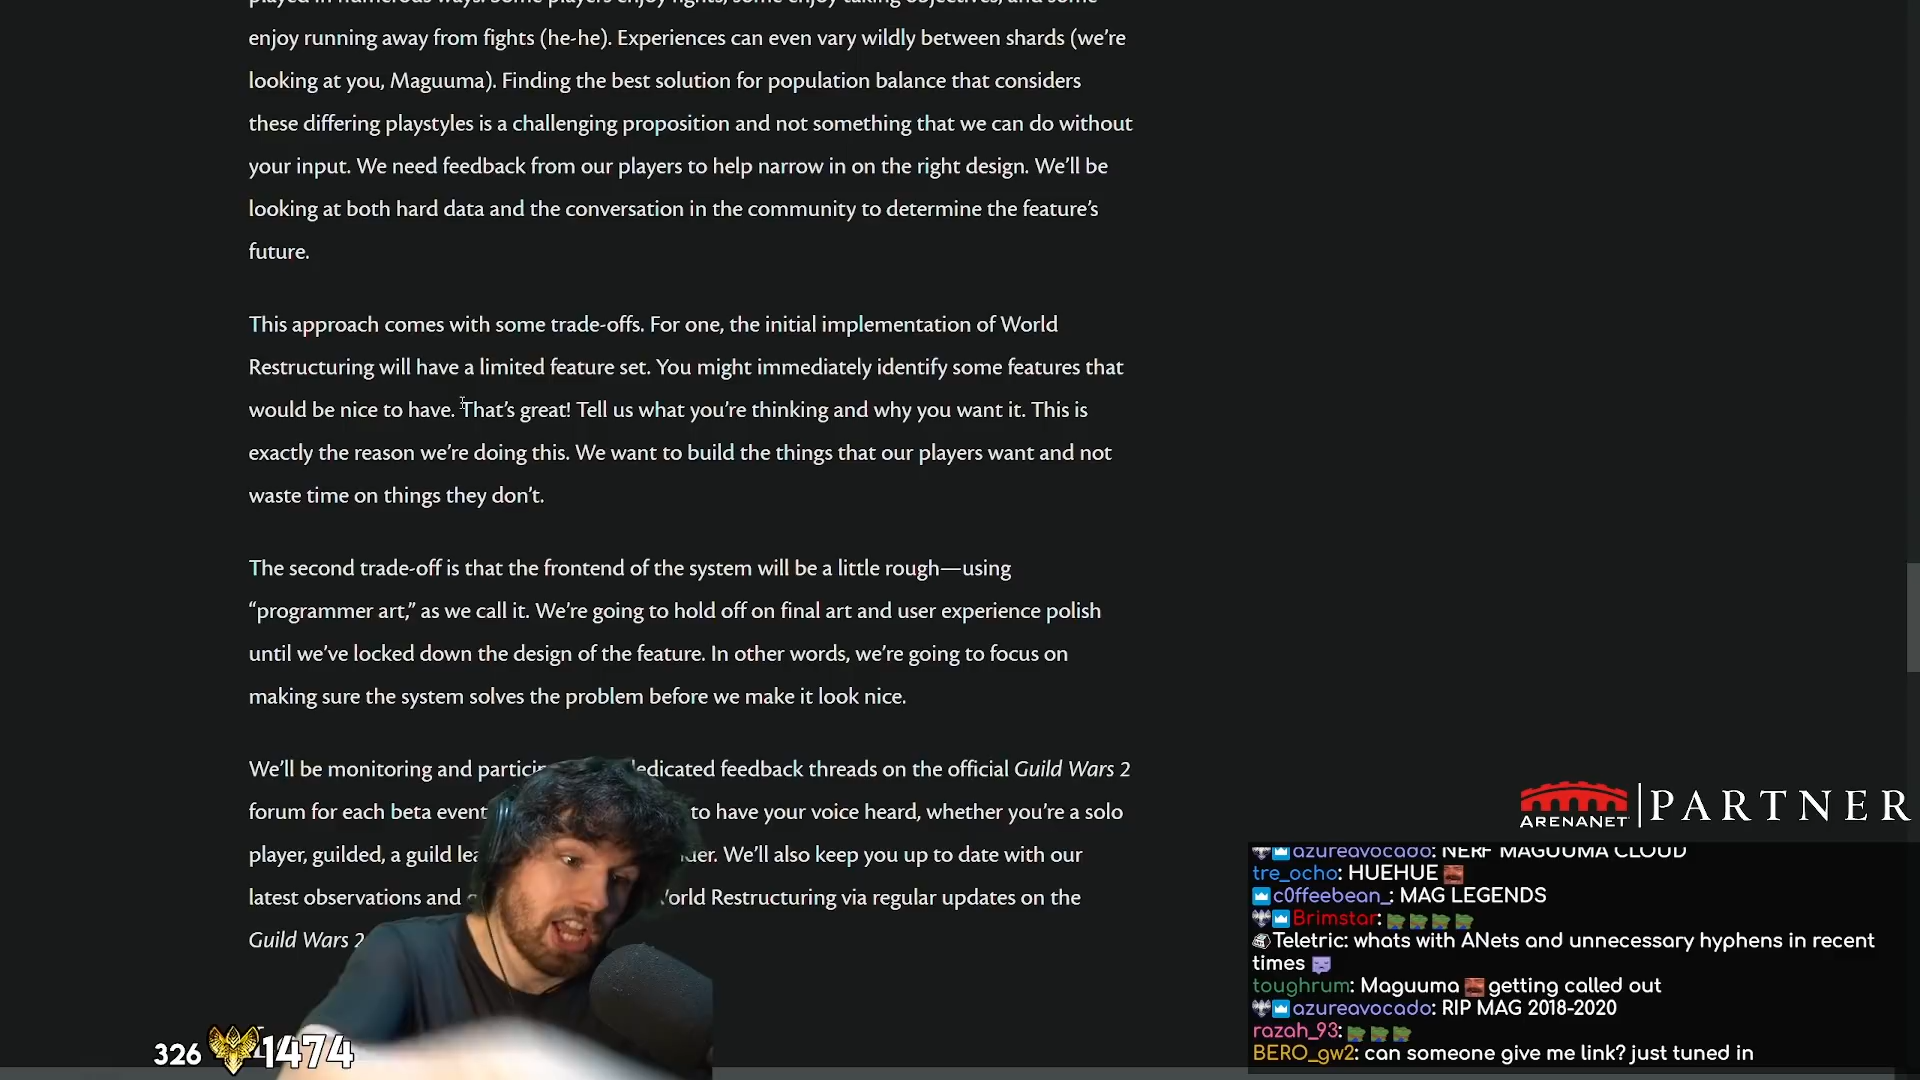 enjoy running away from fights (he-he). Experiences can even vary wildly between shards (we're
looking at you, Maguuma). Finding the best solution for population balance that considers
these differing playstyles is a challenging proposition and not something that we can do without
your input. We need feedback from our players to help narrow in on the right design. We'll be
looking at both hard data and the conversation in the community to determine the feature's
future.
This approach comes with some trade-offs. For one, the initial implementation of World
Restructuring will have a limited feature set. You might immediately identify some features that
would be nice to have. That's great! Tell us what you're thinking and why you want it. This is
exactly the reason we're doing this. We want to build the things that our players want and not
waste time on things they don't.
The second trade-off is that the frontend of the system will be a little rough—using
“programmer art,” as we call it. We're going to hold off on final art and user experience polish
until we've locked down the design of the feature. In other words, we're going to focus on
making sure the system solves the problem before we make it look nice.
We'll be monitoring and feedback threads on the official Guild Wars 2
forum for each beta event to have your voice heard, whether you're a solo
player, guilded, a guild We'll also keep you up to date with our
latest observations and World Restructuring via regular updates on the
Guild Wars 2
326 1474
ARENANET PARTNER
azureavocado: NERF MAGUUMA CLOUD
tre_ocho: HUEHUE
c0ffeebean_: MAG LEGENDS
Brimstar:
Teletric: whats with ANets and unnecessary hyphens in recent
times
toughrum: Maguuma getting called out
azureavocado: RIP MAG 2018-2020
razah_93:
BERO_gw2: can someone give me link? just tuned in